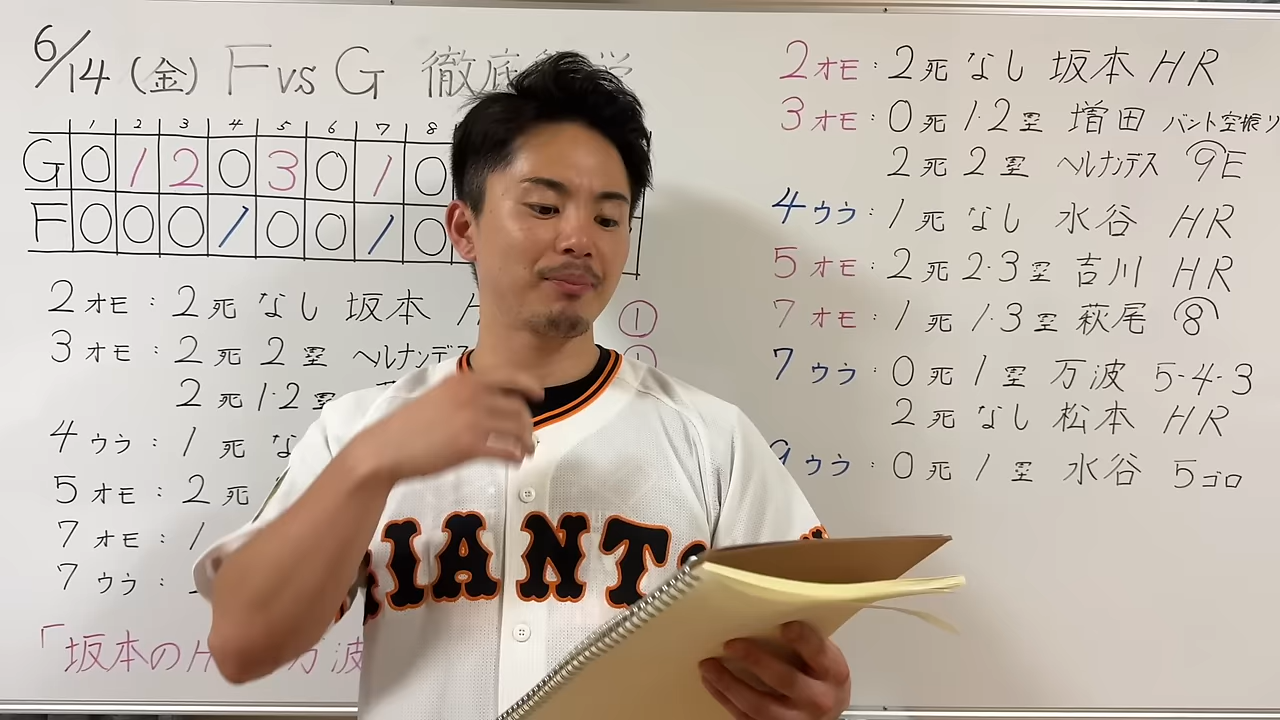 6/14(金) F vs G 徹底
1 2 3 4 5 6 7 8
G 0 1 2 0 3 0 1 0
F 0 0 0 1 0 0 1 0
2オモ:2死 なし 坂本 ①
3オモ:2死 2塁 ヘルナンデス
2死 1・2塁
4ウラ:1死
5オモ:2死
7オモ:1
7ウラ:
「坂本のH 万波
2オモ:2死 なし 坂本 HR
3オモ:0死 1・2塁 増田 バント空振り
2死 2塁 ヘルナンデス 9E
4ウラ:1死 なし 水谷 HR
5オモ:2死 2・3塁 吉川 HR
7オモ:1死 1・3塁 萩尾 8
7ウラ:0死 1塁 万波 5-4-3
2死 なし 松本 HR
9ウラ:0死 1塁 水谷 5ゴロ
GIANTS